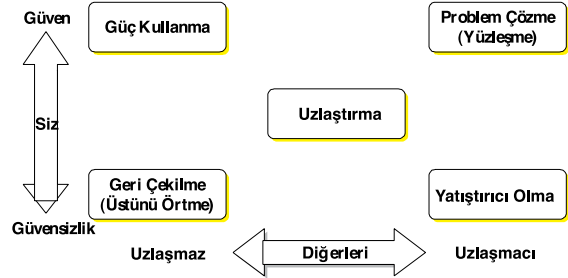 Güven
Güç Kullanma
Problem Çözme
(Yüzleşme)
Siz
Uzlaştırma
Geri Çekilme
(Üstünü Örtme)
Yatıştırıcı Olma
Güvensizlik
Uzlaşmaz
Diğerleri
Uzlaşmacı